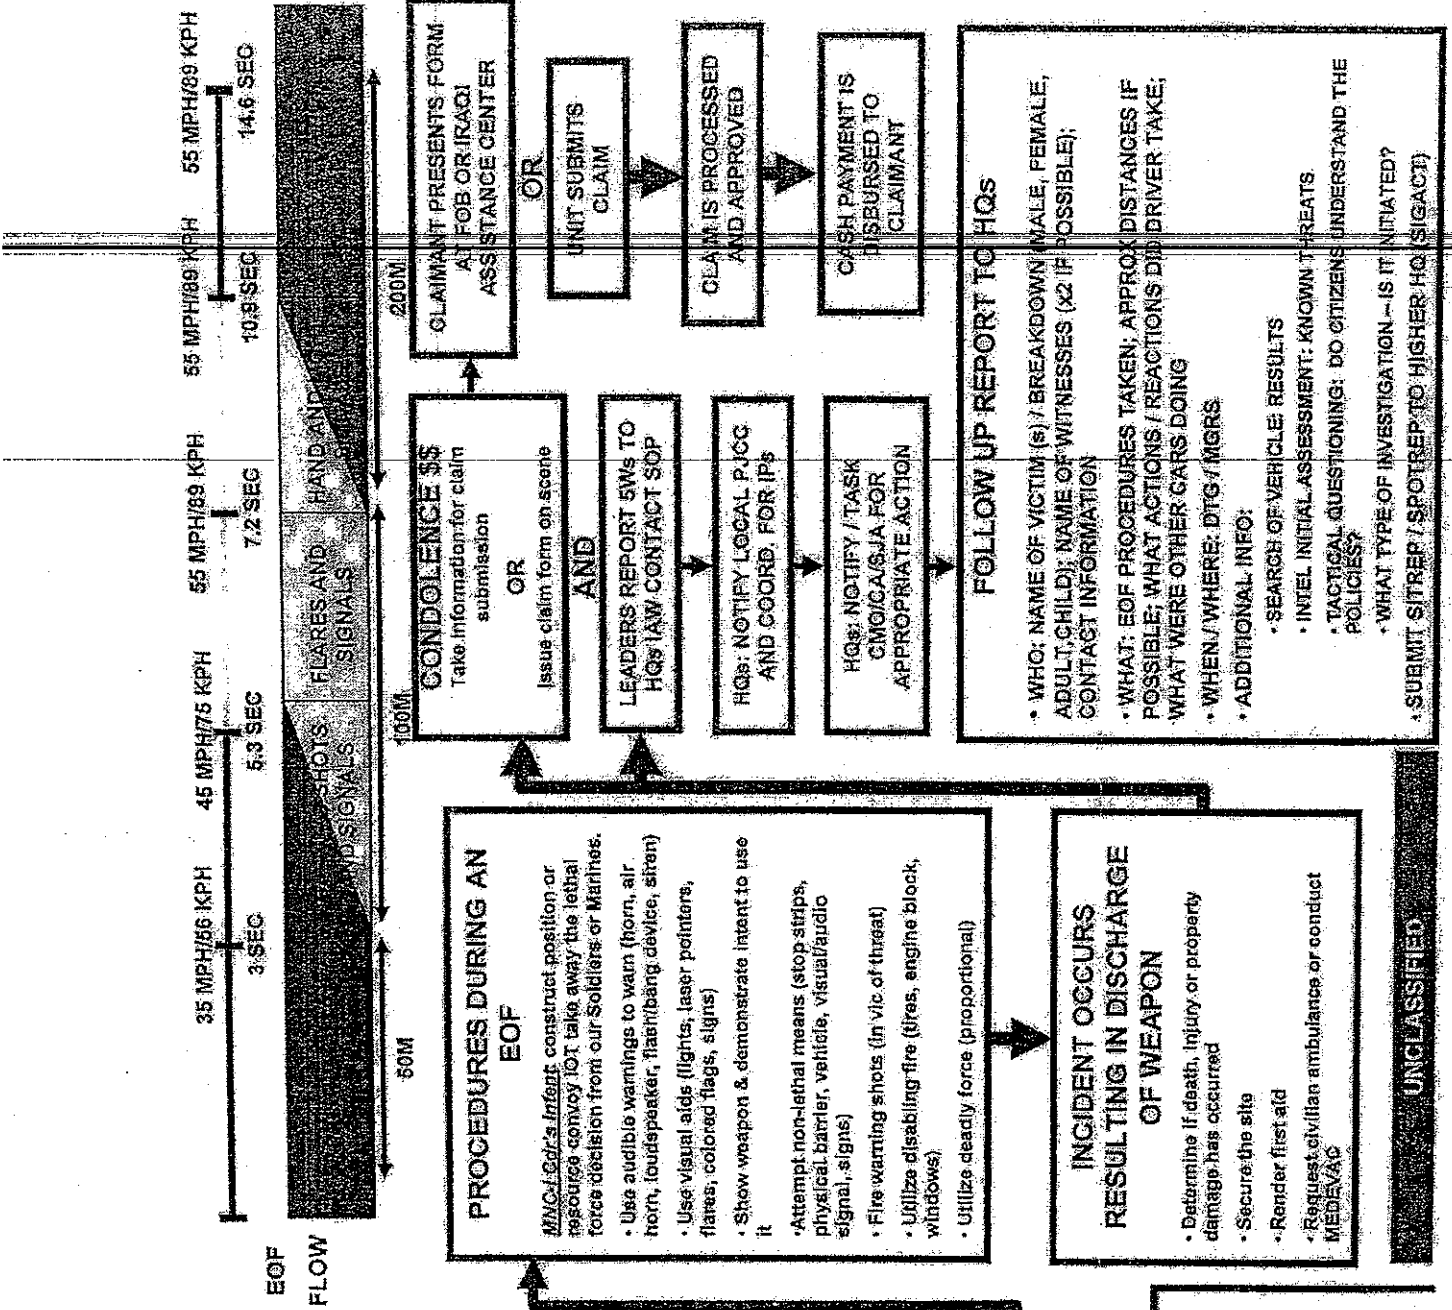 EOF
FLOW
35 MPH/56 KPH
45 MPH/75 KPH
55 MPH/89 KPH
55 MPH/89 KPH
55 MPH/89 KPH
3 SEC
5.3 SEC
7.2 SEC
10.9 SEC
14.6 SEC
SHOTS
SIGNALS
FLARES AND
SIGNALS
HAND AND
50M
100M
200M
PROCEDURES DURING AN
EOF
MNC-I Cdr's Intent: construct position or
resource convoy IOT take away the lethal
force decision from our Soldiers or Marines.
• Use audible warnings to warn (horn, air
horn, loudspeaker, flash/bang device, siren)
• Use visual aids (lights, laser pointers,
flares, colored flags, signs)
• Show weapon & demonstrate intent to use
it
•Attempt non-lethal means (stop strips,
physical barrier, vehicle, visual/audio
signal, signs)
• Fire warning shots (in vic of threat)
• Utilize disabling fire (tires, engine block,
windows)
• Utilize deadly force (proportional)
INCIDENT OCCURS
RESULTING IN DISCHARGE
OF WEAPON
• Determine if death, injury or property
damage has occurred
• Secure the site
• Render first aid
• Request civilian ambulance or conduct
MEDEVAC
CONDOLENCE $$
Take information for claim
submission
OR
Issue claim form on scene
AND
LEADERS REPORT 5Ws TO
HQs IAW CONTACT SOP
HQs: NOTIFY LOCAL PJCC
AND COORD. FOR IPs
HQs: NOTIFY / TASK
CMO/CA/SJA FOR
APPROPRIATE ACTION
CLAIMANT PRESENTS FORM
AT FOB OR IRAQI
ASSISTANCE CENTER
OR
UNIT SUBMITS
CLAIM
CLAIM IS PROCESSED
AND APPROVED
CASH PAYMENT IS
DISBURSED TO
CLAIMANT
FOLLOW UP REPORT TO HQs
• WHO: NAME OF VICTIM (s) / BREAKDOWN (MALE, FEMALE,
ADULT,CHILD); NAME OF WITNESSES (x2 IF POSSIBLE);
CONTACT INFORMATION
• WHAT: EOF PROCEDURES TAKEN; APPROX DISTANCES IF
POSSIBLE; WHAT ACTIONS / REACTIONS DID DRIVER TAKE;
WHAT WERE OTHER CARS DOING
• WHEN / WHERE: DTG / MGRS
• ADDITIONAL INFO:
• SEARCH OF VEHICLE: RESULTS
• INTEL INITIAL ASSESSMENT: KNOWN THREATS
• TACTICAL QUESTIONING: DO CITIZENS UNDERSTAND THE
POLICIES?
• WHAT TYPE OF INVESTIGATION – IS IT INITIATED?
• SUBMIT SITREP / SPOTREP TO HIGHER HQ (SIGACT)
UNCLASSIFIED